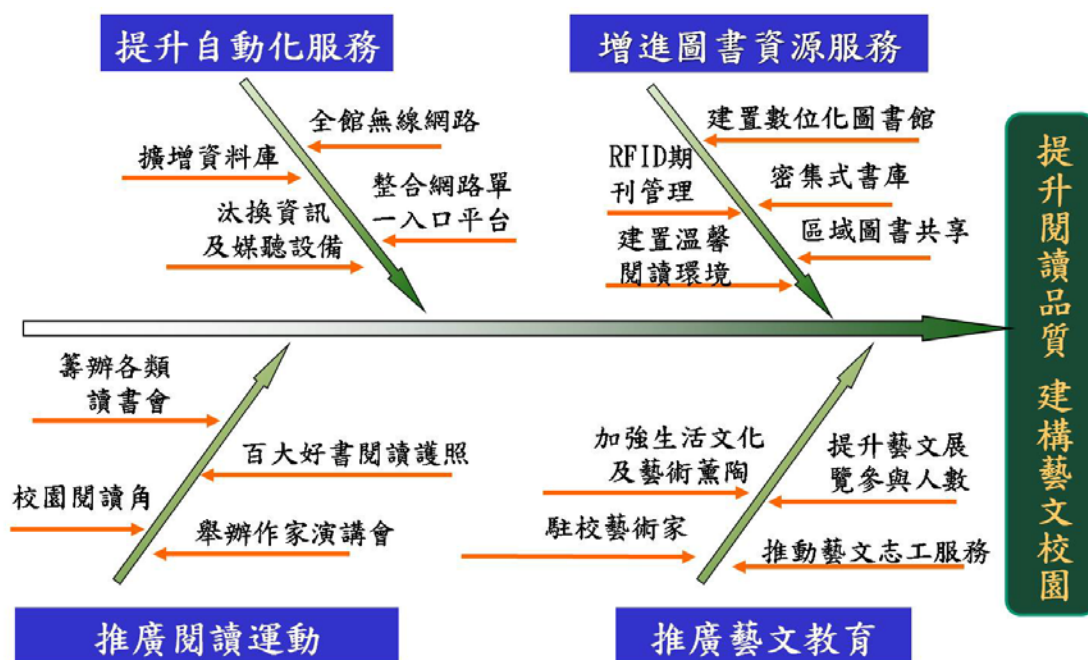 提升自動化服務
全館無線網路
擴增資料庫
整合網路單
一入口平台
汰換資訊
及媒聽設備
增進圖書資源服務
建置數位化圖書館
RFID期
刊管理
密集式書庫
區域圖書共享
建置溫馨
閱讀環境
提升閱讀品質 建構藝文校園
籌辦各類
讀書會
百大好書閱讀護照
校園閱讀角
舉辦作家演講會
推廣閱讀運動
加強生活文化
及藝術薰陶
提升藝文展
覽參與人數
駐校藝術家
推動藝文志工服務
推廣藝文教育